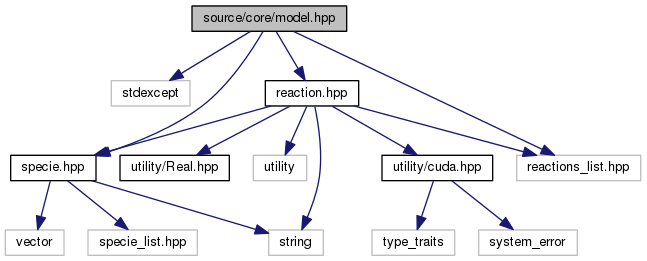 source/core/model.hpp
stdexcept
reaction.hpp
specie.hpp
utility/Real.hpp
utility
utility/cuda.hpp
reactions_list.hpp
vector
specie_list.hpp
string
type_traits
system_error